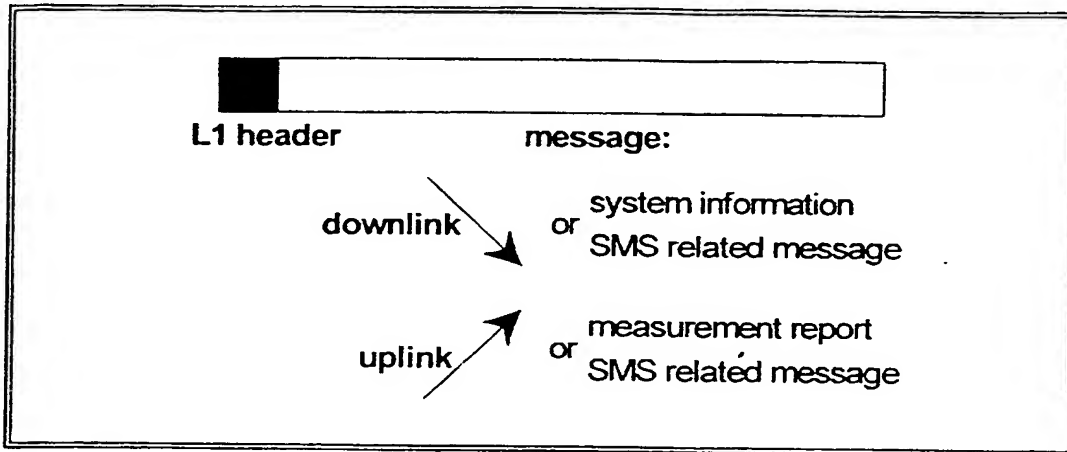 L1 header message:
downlink or system information
SMS related message
uplink or measurement report
SMS related message